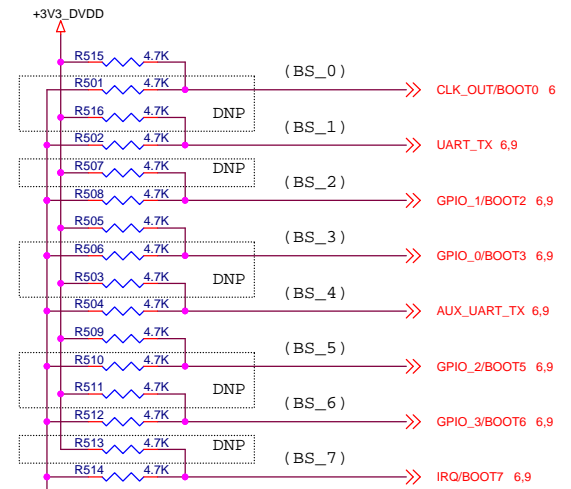 +3V3_DVDD
R515 4.7K
(BS_0)
R501 4.7K
CLK_OUT/BOOT0 6
R516 4.7K
DNP
(BS_1)
R502 4.7K
UART_TX 6,9
R507 4.7K
DNP
(BS_2)
R508 4.7K
GPIO_1/BOOT2 6,9
R505 4.7K
(BS_3)
R506 4.7K
GPIO_0/BOOT3 6,9
R503 4.7K
DNP
(BS_4)
R504 4.7K
AUX_UART_TX 6,9
R509 4.7K
(BS_5)
R510 4.7K
GPIO_2/BOOT5 6,9
R511 4.7K
DNP
(BS_6)
R512 4.7K
GPIO_3/BOOT6 6,9
R513 4.7K
DNP
(BS_7)
R514 4.7K
IRQ/BOOT7 6,9